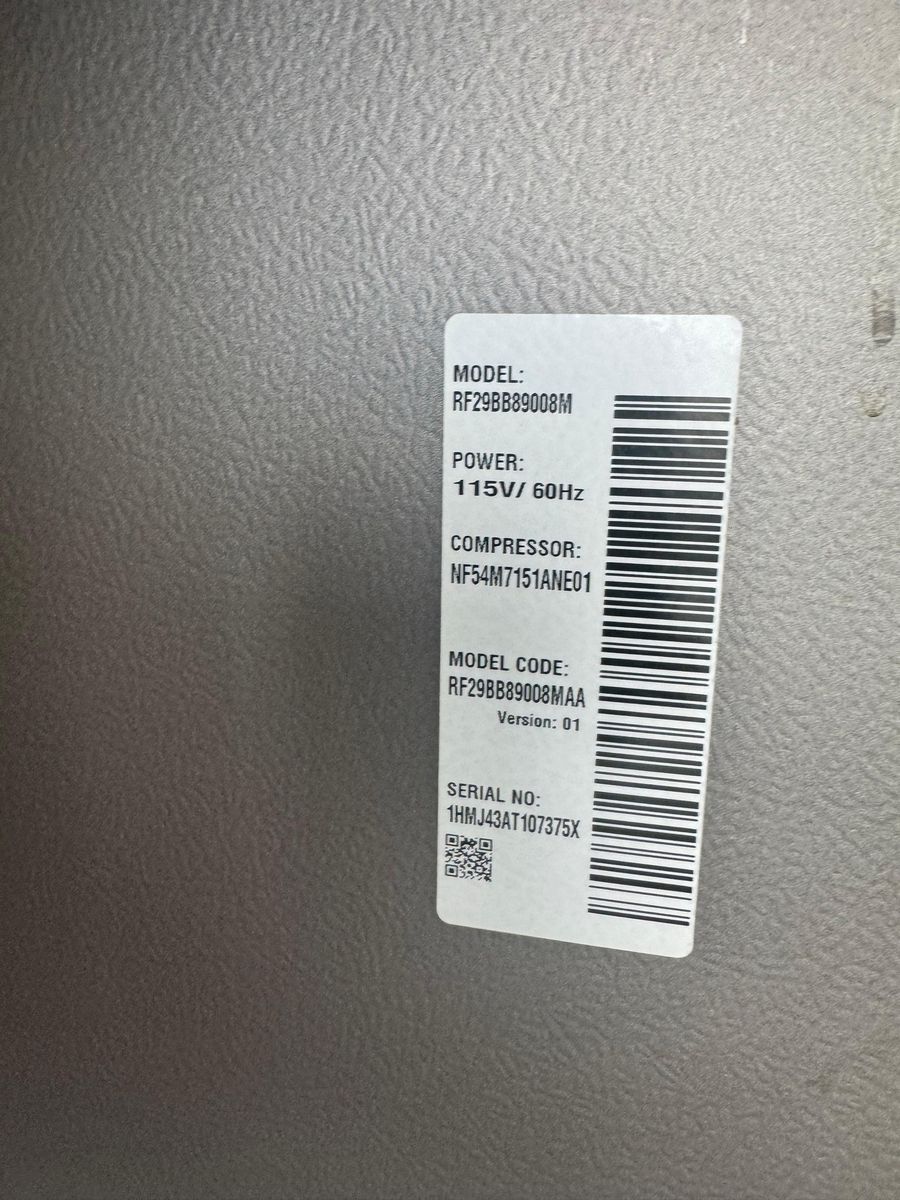 MODEL:
RF29BB89008M
POWER:
115V/ 60Hz
COMPRESSOR:
NF54M7151ANE01
MODEL CODE:
RF29BB89008MAA
Version: 01
SERIAL NO:
1HMJ43AT107375X